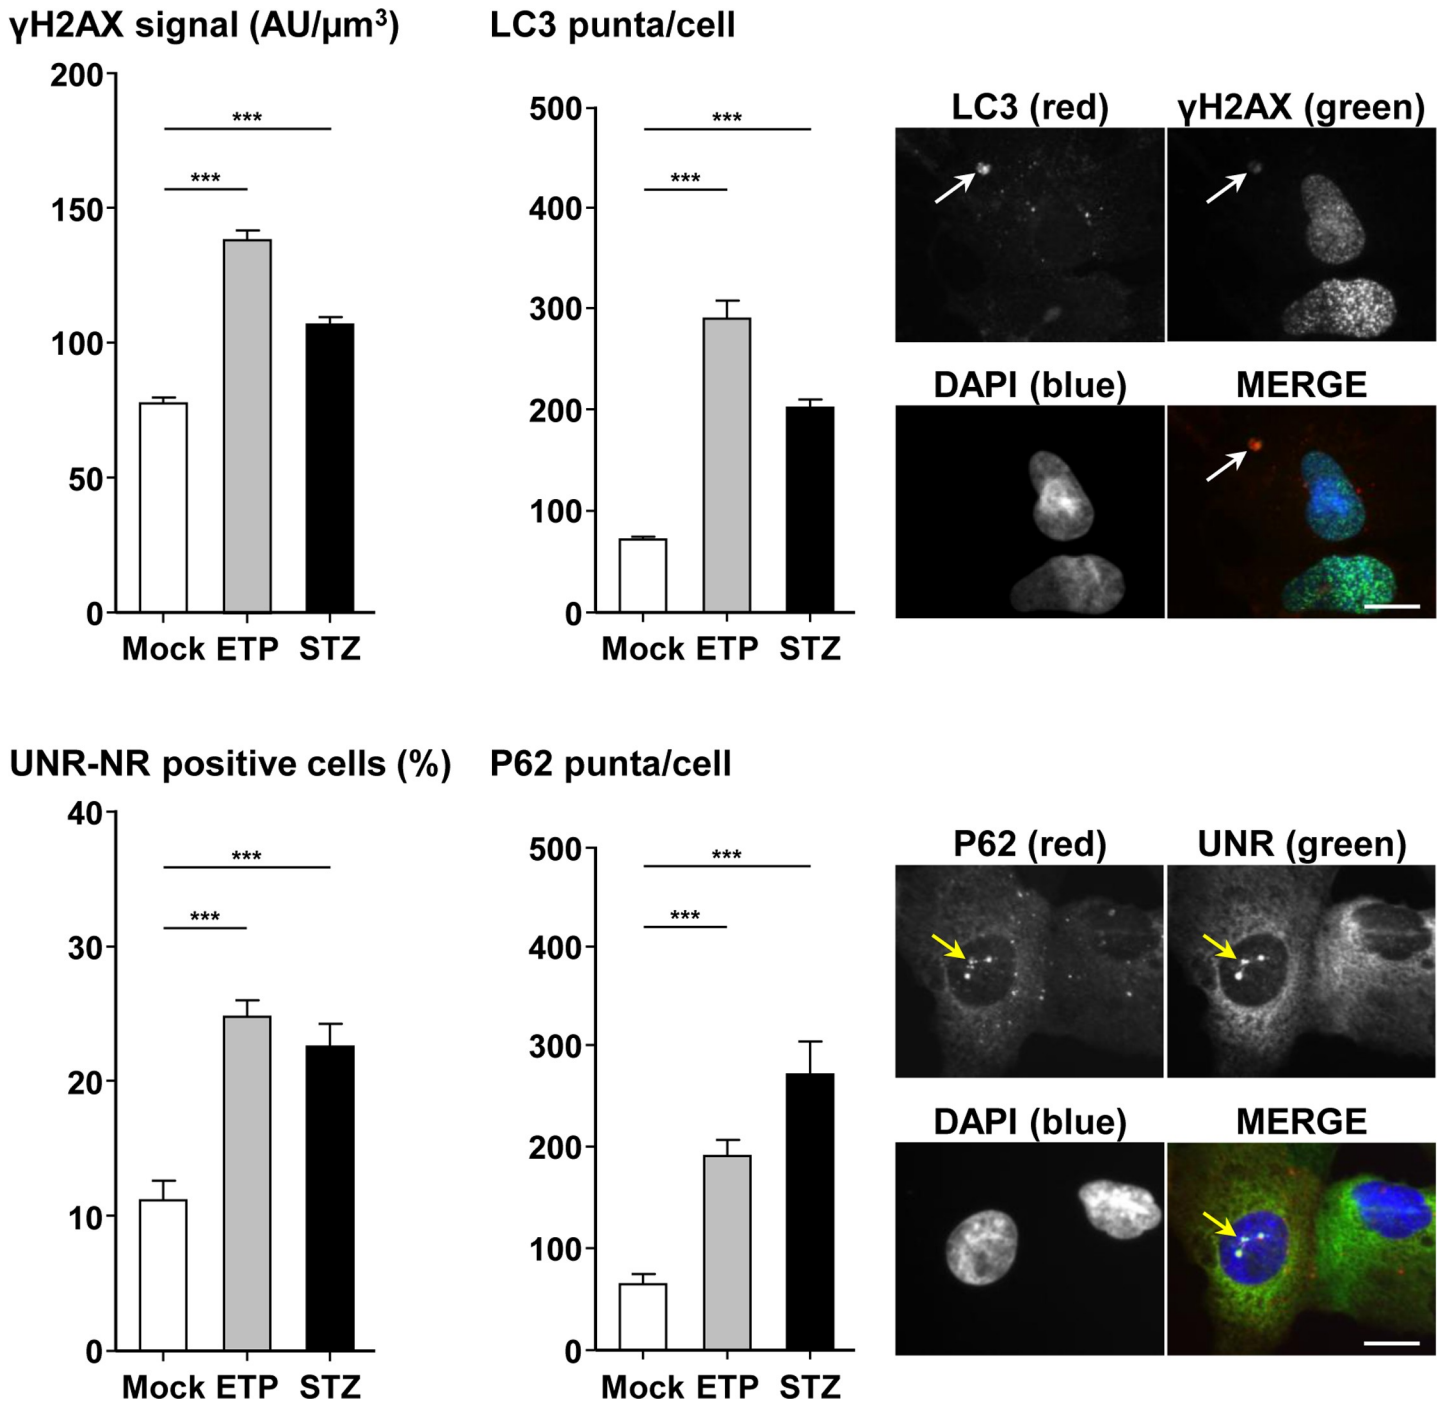 γH2AX signal (AU/μm³)
200
150
100
50
0
***
***
Mock ETP STZ
LC3 punta/cell
500
400
300
200
100
0
***
***
Mock ETP STZ
LC3 (red)
γH2AX (green)
DAPI (blue)
MERGE
UNR-NR positive cells (%)
40
30
20
10
0
***
***
Mock ETP STZ
P62 punta/cell
500
400
300
200
100
0
***
***
Mock ETP STZ
P62 (red)
UNR (green)
DAPI (blue)
MERGE